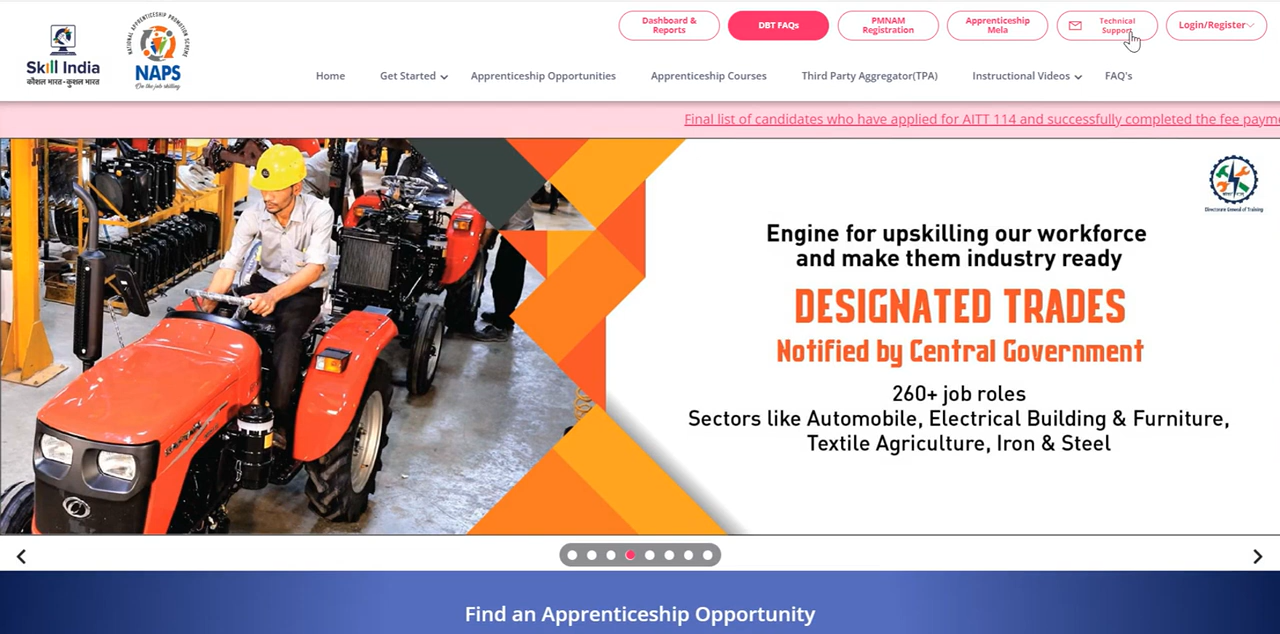 Dashboard &
Reports
DBT FAQs
PMNAM
Registration
Apprenticeship
Mela
Technical
Support
Login/Register
NATIONAL APPRENTICESHIP PROMOTION SCHEME
Skill India
कौशल भारत-कुशल भारत
NAPS
On the job skilling
Home
Get Started
Apprenticeship Opportunities
Apprenticeship Courses
Third Party Aggregator(TPA)
Instructional Videos
FAQ's
Final list of candidates who have applied for AITT 114 and successfully completed the fee paym
Directorate General of Training
Engine for upskilling our workforce
and make them industry ready
DESIGNATED TRADES
Notified by Central Government
260+ job roles
Sectors like Automobile, Electrical Building & Furniture,
Textile Agriculture, Iron & Steel
Find an Apprenticeship Opportunity